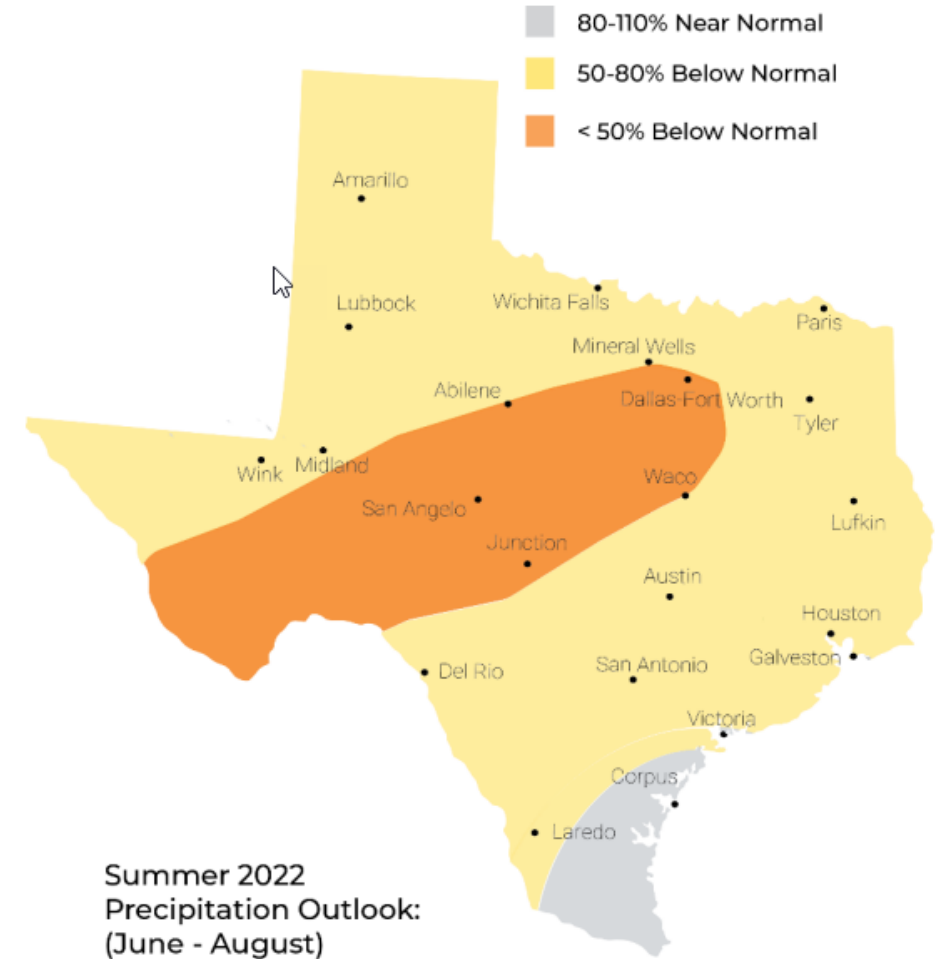 80-110% Near Normal
50-80% Below Normal
< 50% Below Normal
Amarillo
Lubbock
Wichita Falls
Paris
Mineral Wells
Abilene
Dallas-Fort Worth
Tyler
Wink
Midland
Waco
San Angelo
Lufkin
Junction
Austin
Houston
Galveston
San Antonio
Del Rio
Victoria
Corpus
Laredo
Summer 2022
Precipitation Outlook:
(June - August)